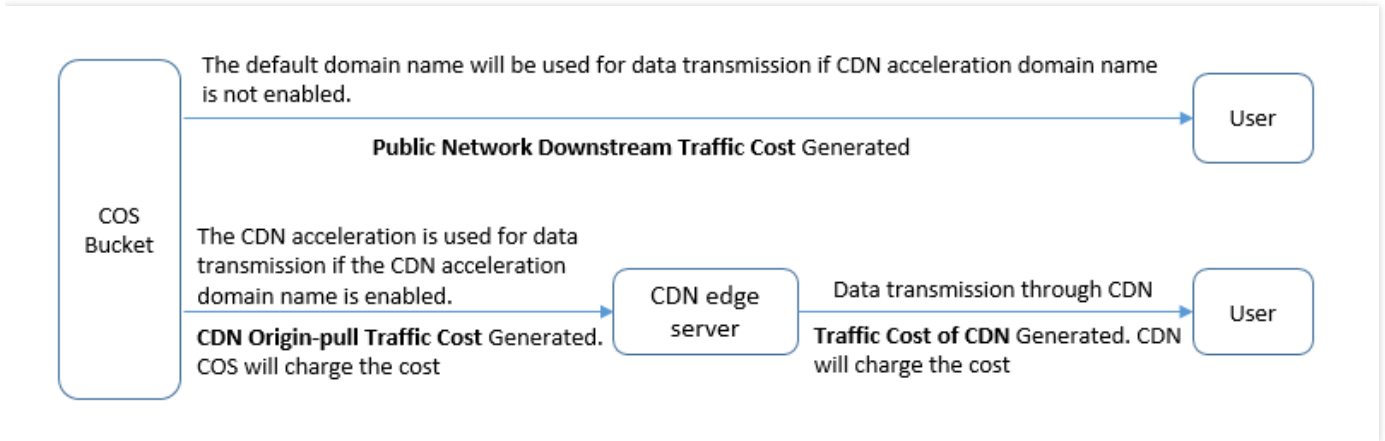 The default domain name will be used for data transmission if CDN acceleration domain name
is not enabled.
User
Public Network Downstream Traffic Cost Generated
COS
Bucket
The CDN acceleration is used for data
transmission if the CDN acceleration
domain name is enabled.
CDN Origin-pull Traffic Cost Generated.
COS will charge the cost
CDN edge
server
Data transmission through CDN
Traffic Cost of CDN Generated. CDN
will charge the cost
User